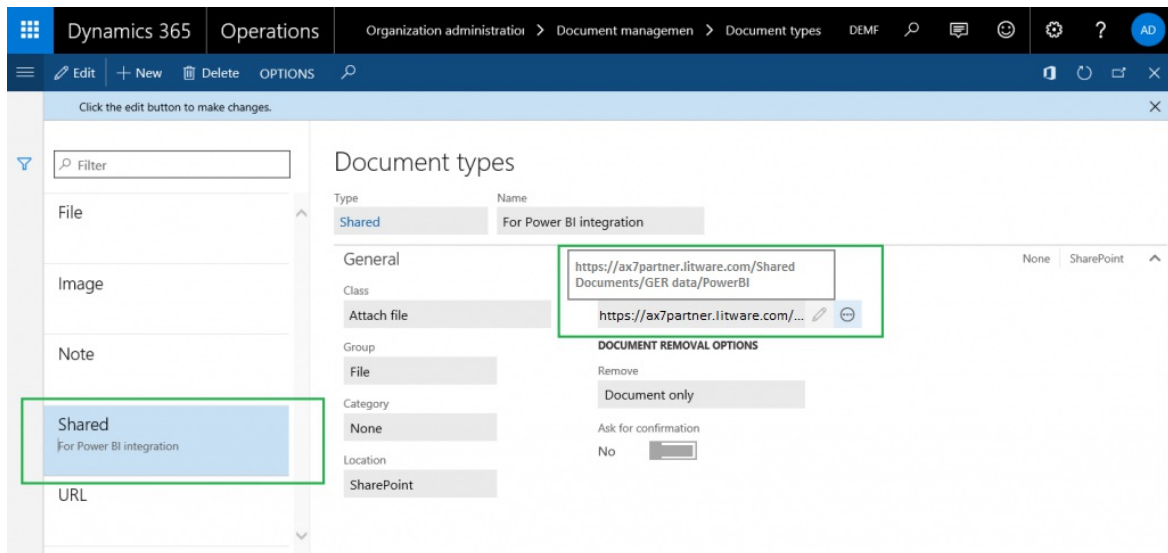 Dynamics 365 Operations Organization administration > Document managemen > Document types DEMF ? AD
Edit + New Delete OPTIONS
Click the edit button to make changes.
Filter
File
Image
Note
Shared
For Power BI integration
URL
Document types
Type Name
Shared For Power BI integration
General None SharePoint
https://ax7partner.litware.com/Shared
Documents/GER data/PowerBI
Class
Attach file https://ax7partner.litware.com/...
Group DOCUMENT REMOVAL OPTIONS
File Remove
Document only
Category
None Ask for confirmation
No
Location
SharePoint